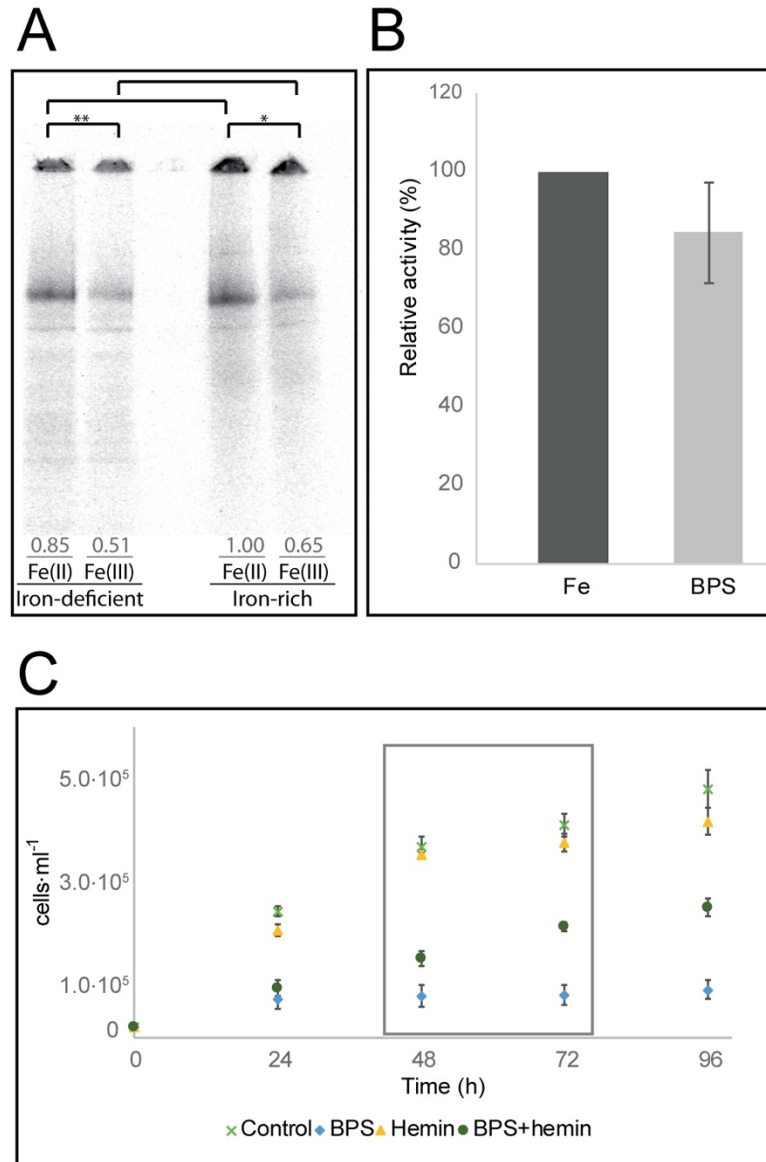 A
** *
0.85 0.51 1.00 0.65
Fe(II) Fe(III) Fe(II) Fe(III)
Iron-deficient Iron-rich
B
Relative activity (%)
120
100
80
60
40
20
0
Fe BPS
C
cells·ml⁻¹
5.0·10⁵
3.0·10⁵
1.0·10⁵
0
0 24 48 72 96
Time (h)
Control BPS Hemin BPS+hemin